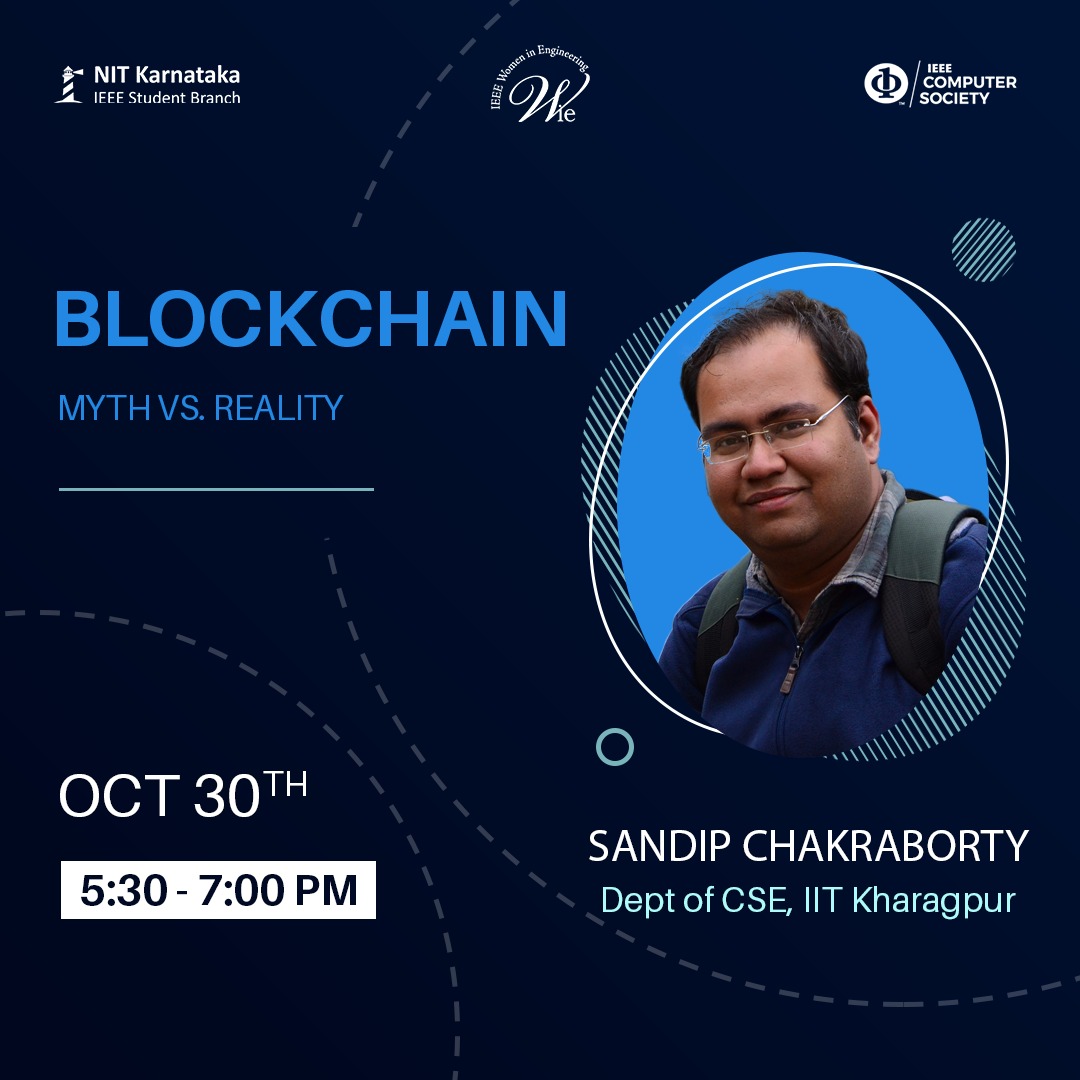 NIT Karnataka
IEEE Student Branch
IEEE Women in Engineering
Wie
IEEE
COMPUTER
SOCIETY
TM
BLOCKCHAIN
MYTH VS. REALITY
OCT 30TH
5:30 - 7:00 PM
SANDIP CHAKRABORTY
Dept of CSE, IIT Kharagpur